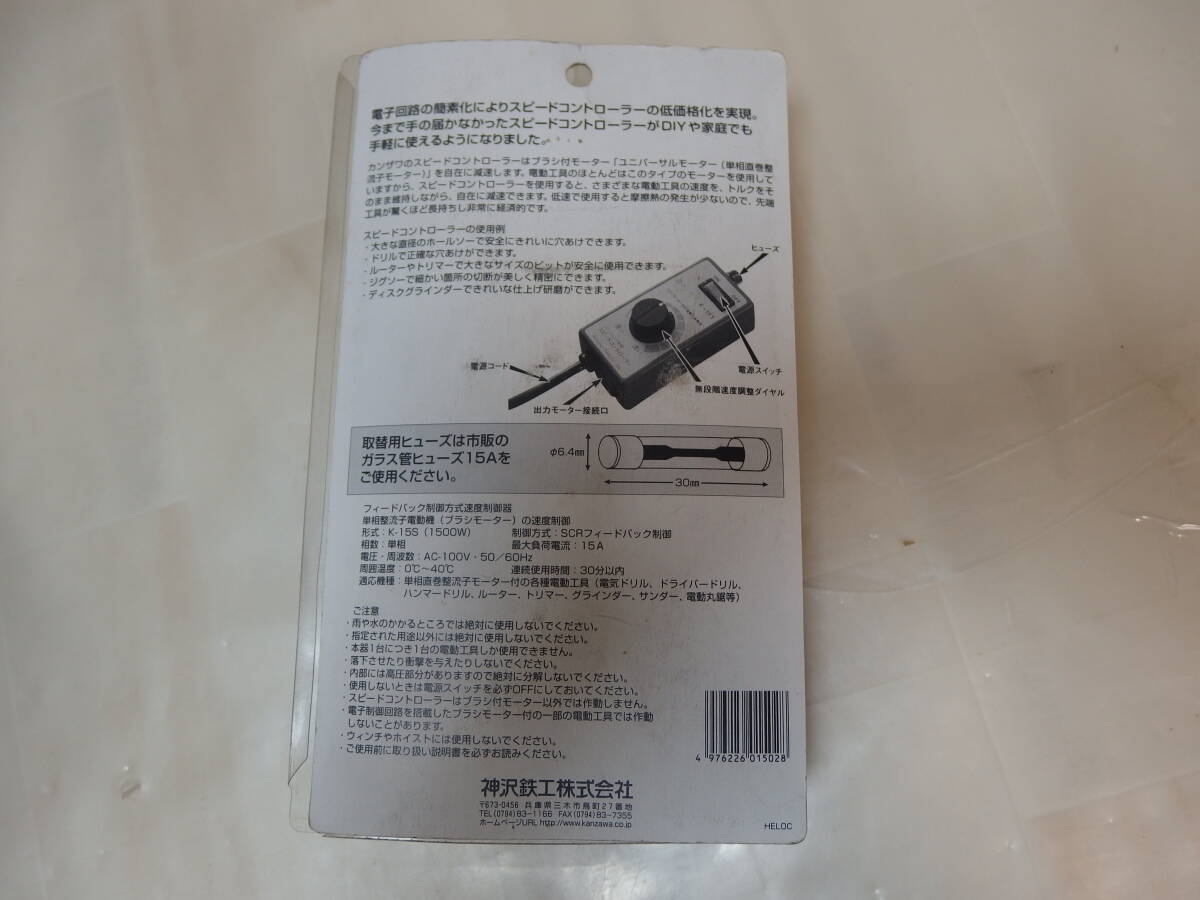 電子回路の簡素化によりスピードコントローラーの低価格化を実現。
今まで手の届かなかったスピードコントローラーがDIYや家庭でも
手軽に使えるようになりました。
カンザワのスピードコントローラーはブラシ付モーター「ユニバーサルモーター（単相直巻整
流子モーター）」を自在に減速します。電動工具のほとんどはこのタイプのモーターを使用して
いますから、スピードコントローラーを使用すると、さまざまな電動工具の速度を、トルクをそ
のまま維持しながら、自在に減速できます。低速で使用すると摩擦熱の発生が少ないので、先端
工具が驚くほど長持ちし非常に経済的です。
スピードコントローラーの使用例
・大きな直径のホールソーで安全にきれいに穴あけできます。
・ドリルで正確な穴あけができます。
・ルーターやトリマーで大きなサイズのビットが安全に使用できます。
・ジグソーで細かい箇所の切断が美しく精密にできます。
・ディスクグラインダーできれいな仕上げ研磨ができます。
ヒューズ
電源スイッチ
無段階速度調整ダイヤル
電源コード
出力モーター接続口
取替用ヒューズは市販の
ガラス管ヒューズ15Aを
ご使用ください。
φ6.4㎜
30㎜
フィードバック制御方式速度制御器
単相整流子電動機（ブラシモーター）の速度制御
形式：K-15S（1500W） 制御方式：SCRフィードバック制御
相数：単相 最大負荷電流：15A
電圧・周波数：AC-100V・50／60Hz
周囲温度：0℃〜40℃ 連続使用時間：30分以内
適応機種：単相直巻整流子モーター付の各種電動工具（電気ドリル、ドライバードリル、
ハンマードリル、ルーター、トリマー、グラインダー、サンダー、電動丸鋸等）
ご注意
・雨や水のかかるところでは絶対に使用しないでください。
・指定された用途以外には絶対に使用しないでください。
・本器1台につき1台の電動工具しか使用できません。
・落下させたり衝撃を与えたりしないでください。
・内部には高圧部分がありますので絶対に分解しないでください。
・使用しないときは電源スイッチを必ずOFFにしておいてください。
・スピードコントローラーはブラシ付モーター以外では作動しません。
・電子制御回路を搭載したブラシモーター付の一部の電動工具では作動
しないことがあります。
・ウィンチやホイストには使用しないでください。
・ご使用前に取り扱い説明書を必ずお読みください。
4 976226 015028
神沢鉄工株式会社
〒673-0456 兵庫県三木市鳥町27番地
TEL(0794)83-1166 FAX(0794)83-7355
ホームページURL http://www.kanzawa.co.jp
HELOC